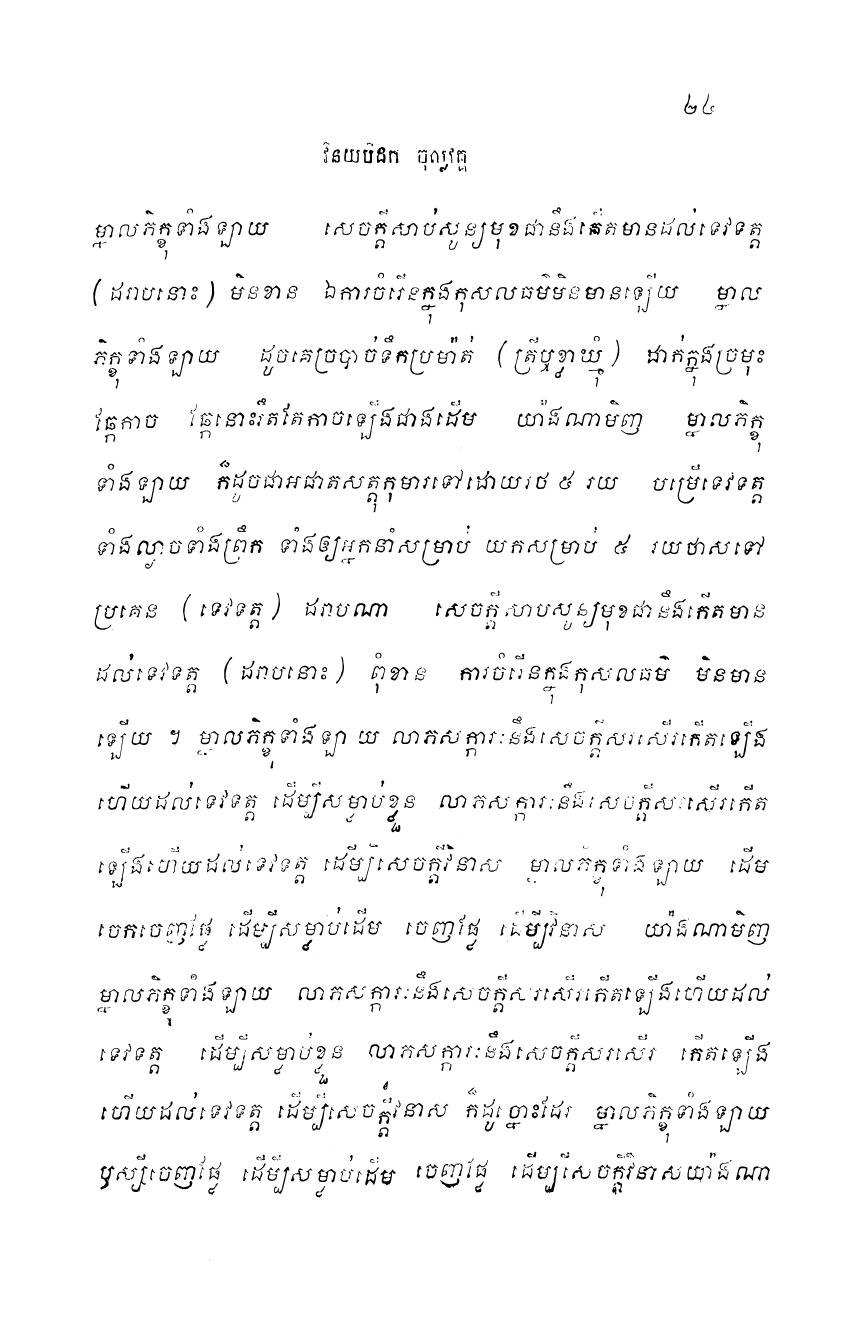 ២៤
វិនយបិដក ចុល្លវគ្គ
ម្នាលភិក្ខុទាំងឡាយ សេចក្តីសាប់សូន្យមុខជានឹងកើតមានដល់ទេវទត្ត
(ដរាបនោះ) មិនខាន ឯការចំរើនក្នុងកុសលធម៌មិនមានឡើយ ម្នាល
ភិក្ខុទាំងឡាយ ដូចគេច្របាច់ទឹកប្រម៉ាត់ (ត្រីឬខ្លាឃ្មុំ) ដាក់ក្នុងច្រមុះ
ឆ្កែកាច ឆ្កែនោះរឹតតែកាចឡើងជាងដើម យ៉ាងណាមិញ ម្នាលភិក្ខុ
ទាំងឡាយ ក៏ដូចជាអជាតសត្តុកុមារទៅដោយរថ ៥ រយ បម្រើទេវទត្ត
ទាំងល្ងាចទាំងព្រឹក ទាំងឲ្យអ្នកនាំសម្រាប់ យកសម្រាប់ ៥ រយថាសទៅ
ប្រគេន (ទេវទត្ត) ដរាបណា សេចក្តីសាបសូន្យមុខជានឹងកើតមាន
ដល់ទេវទត្ត (ដរាបនោះ) ពុំខាន ការចំរើនក្នុងកុសលធម៌ មិនមាន
ឡើយ ។ ម្នាលភិក្ខុទាំងឡាយ លាភសក្ការៈនឹងសេចក្តីសរសើរកើតឡើង
ហើយដល់ទេវទត្ត ដើម្បីសម្លាប់ខ្លួន លាភសក្ការៈនឹងសេចក្តីសរសើរកើត
ឡើងហើយដល់ទេវទត្ត ដើម្បីសេចក្តីវិនាស ម្នាលភិក្ខុទាំងឡាយ ដើម
ចេកចេញផ្លែ ដើម្បីសម្លាប់ដើម ចេញផ្លែ ដើម្បីវិនាស យ៉ាងណាមិញ
ម្នាលភិក្ខុទាំងឡាយ លាភសក្ការៈនឹងសេចក្តីសរសើរកើតឡើងហើយដល់
ទេវទត្ត ដើម្បីសម្លាប់ខ្លួន លាភសក្ការៈនឹងសេចក្តីសរសើរ កើតឡើង
ហើយដល់ទេវទត្ត ដើម្បីសេចក្តីវិនាស ក៏ដូច្នោះដែរ ម្នាលភិក្ខុទាំងឡាយ
ឫស្សីចេញផ្លែ ដើម្បីសម្លាប់ដើម ចេញផ្លែ ដើម្បីសេចក្តីវិនាសយ៉ាងណា